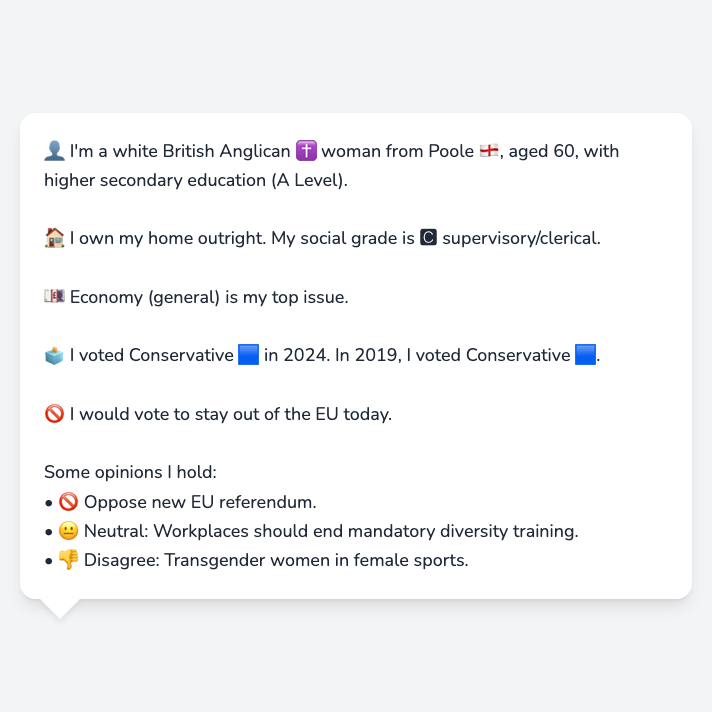 👤 I'm a white British Anglican ✝️ woman from Poole 🏴󠁧󠁢󠁥󠁮󠁧󠁿, aged 60, with
higher secondary education (A Level).
🏠 I own my home outright. My social grade is 🅲 supervisory/clerical.
💷 Economy (general) is my top issue.
🗳️ I voted Conservative 🟦 in 2024. In 2019, I voted Conservative 🟦.
🚫 I would vote to stay out of the EU today.
Some opinions I hold:
• 🚫 Oppose new EU referendum.
• 😐 Neutral: Workplaces should end mandatory diversity training.
• 👎 Disagree: Transgender women in female sports.